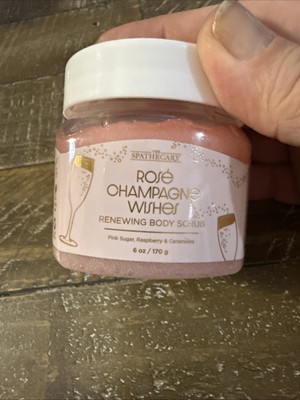 THE
SPATHECARY
ROSÉ
CHAMPAGNE
WISHES
RENEWING BODY SCRUB
Pink Sugar, Raspberry & Ceramides
6 oz / 170 g